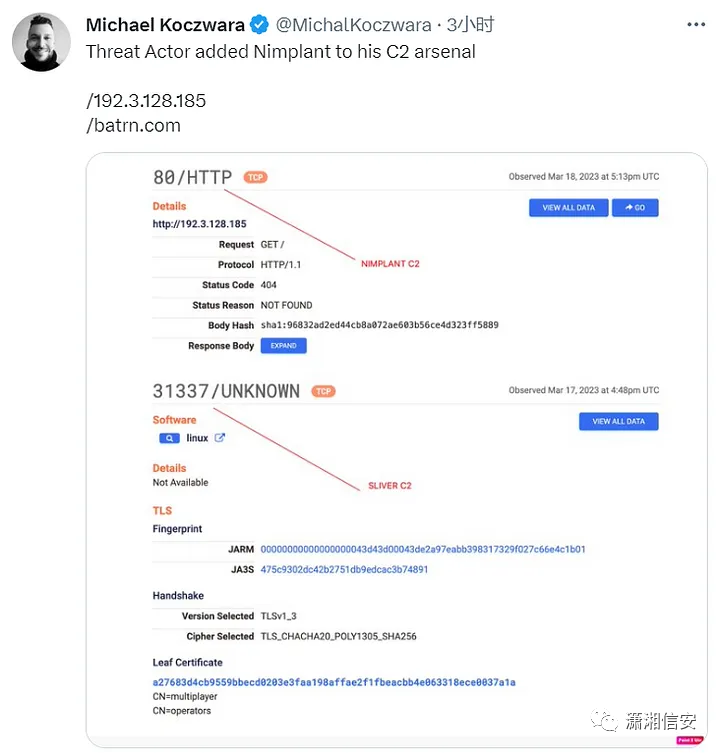 Michael Koczwara @MichalKoczwara · 3小时
Threat Actor added Nimplant to his C2 arsenal
/192.3.128.185
/batrn.com
80/HTTP TCP Observed Mar 18, 2023 at 5:13pm UTC
Details VIEW ALL DATA GO
http://192.3.128.185
Request GET /
Protocol HTTP/1.1 NIMPLANT C2
Status Code 404
Status Reason NOT FOUND
Body Hash sha1:96832ad2ed44cb8a072ae603b56ce4d323ff5889
Response Body EXPAND
31337/UNKNOWN TCP Observed Mar 17, 2023 at 4:48pm UTC
Software VIEW ALL DATA
linux
Details
Not Available SLIVER C2
TLS
Fingerprint
JARM 00000000000000000043d43d00043de2a97eabb398317329f027c66e4c1b01
JA3S 475c9302dc42b2751db9edcac3b74891
Handshake
Version Selected TLSv1_3
Cipher Selected TLS_CHACHA20_POLY1305_SHA256
Leaf Certificate
a27683d4cb9559bbecd0203e3faa198affae2f1fbeacbb4e063318ece0037a1a
CN=multiplayer
CN=operators
潇湘信安